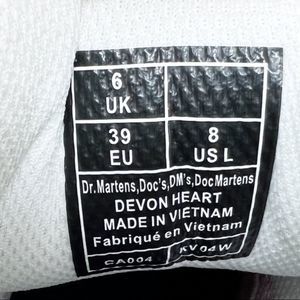 6
UK
39 8
EU US L
Dr.Martens,Doc's,DM's,DocMartens
DEVON HEART
MADE IN VIETNAM
Fabriqué en Vietnam
CA004 KV04W